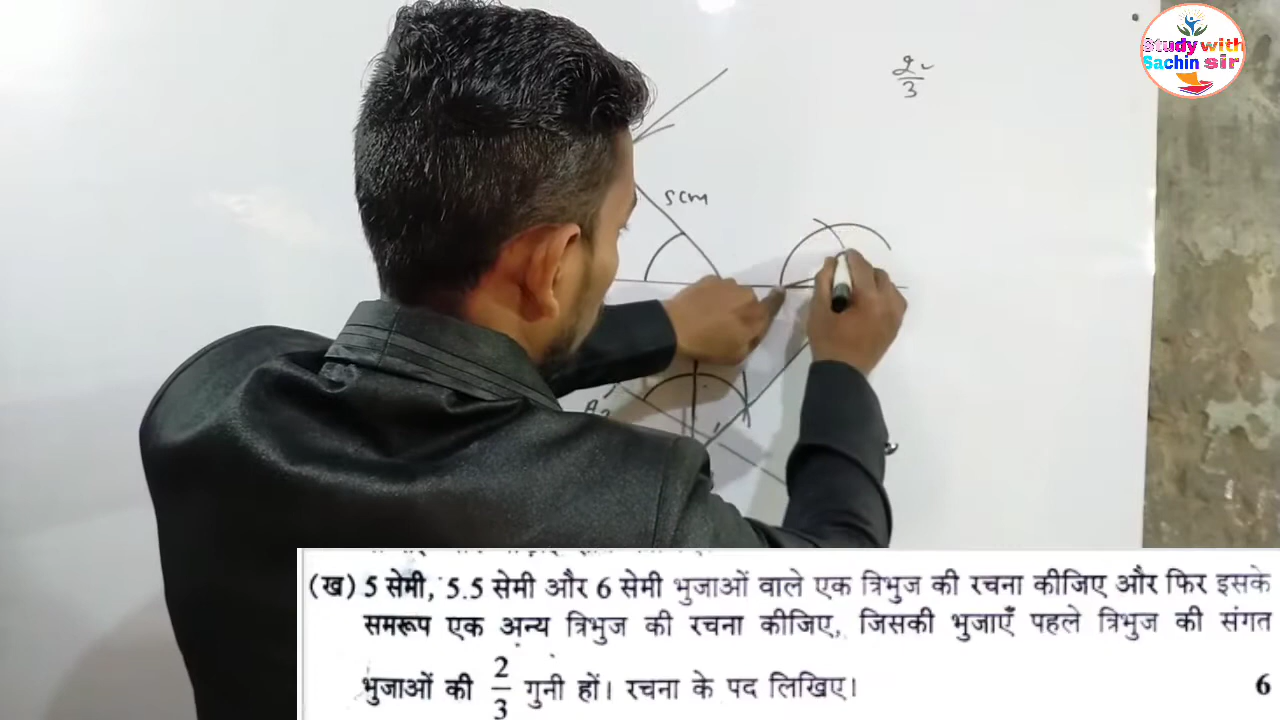 Study with
Sachin sir
2
3
5cm
A2
(ख) 5 सेमी, 5.5 सेमी और 6 सेमी भुजाओं वाले एक त्रिभुज की रचना कीजिए और फिर इसके
समरूप एक अन्य त्रिभुज की रचना कीजिए, जिसकी भुजाएँ पहले त्रिभुज की संगत
भुजाओं की 2/3 गुनी हों। रचना के पद लिखिए। 6